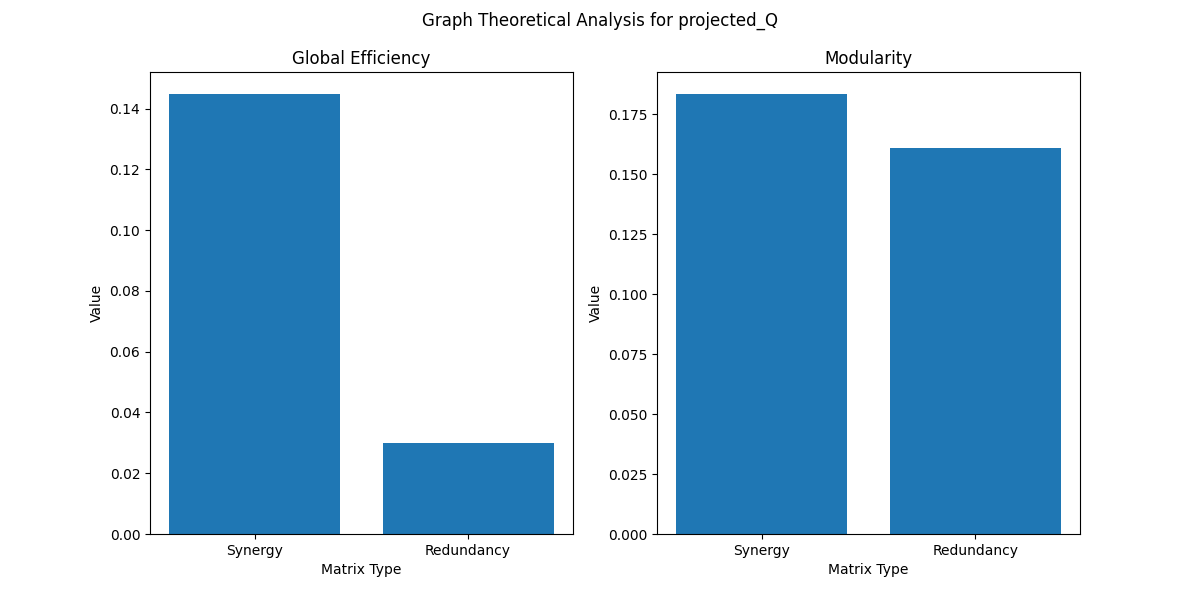 Graph Theoretical Analysis for projected_Q
Global Efficiency
Value
0.14
0.12
0.10
0.08
0.06
0.04
0.02
0.00
Synergy
Redundancy
Matrix Type
Modularity
Value
0.175
0.150
0.125
0.100
0.075
0.050
0.025
0.000
Synergy
Redundancy
Matrix Type